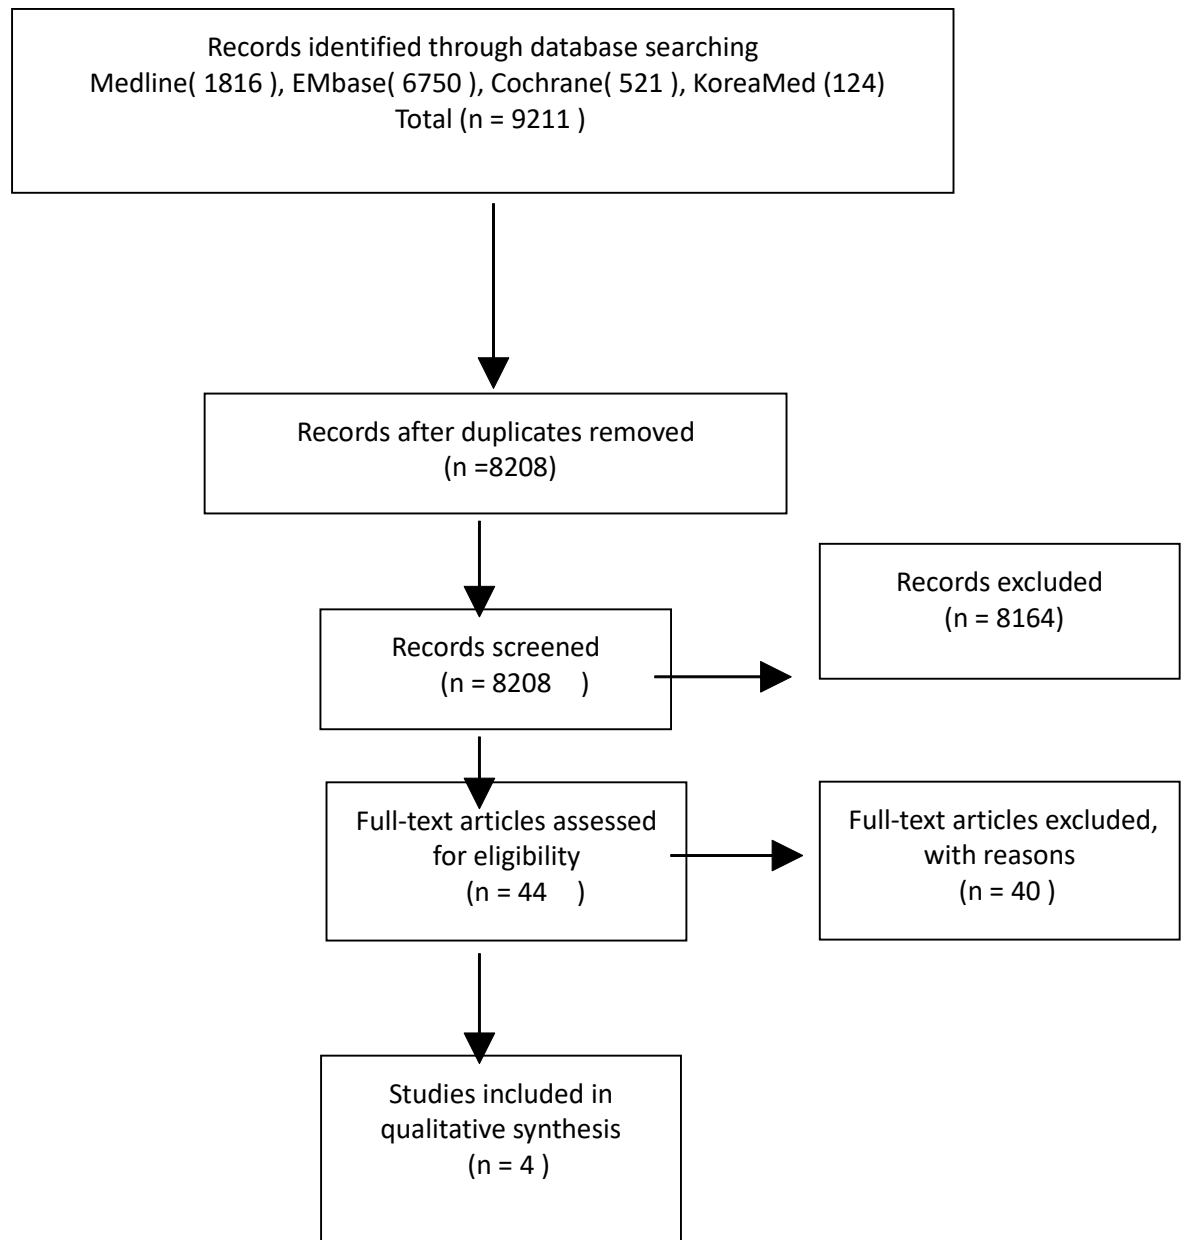 Records identified through database searching
Medline( 1816 ), EMbase( 6750 ), Cochrane( 521 ), KoreaMed (124)
Total (n = 9211 )
Records after duplicates removed
(n =8208)
Records screened
(n = 8208 )
Records excluded
(n = 8164)
Full-text articles assessed
for eligibility
(n = 44 )
Full-text articles excluded,
with reasons
(n = 40 )
Studies included in
qualitative synthesis
(n = 4 )